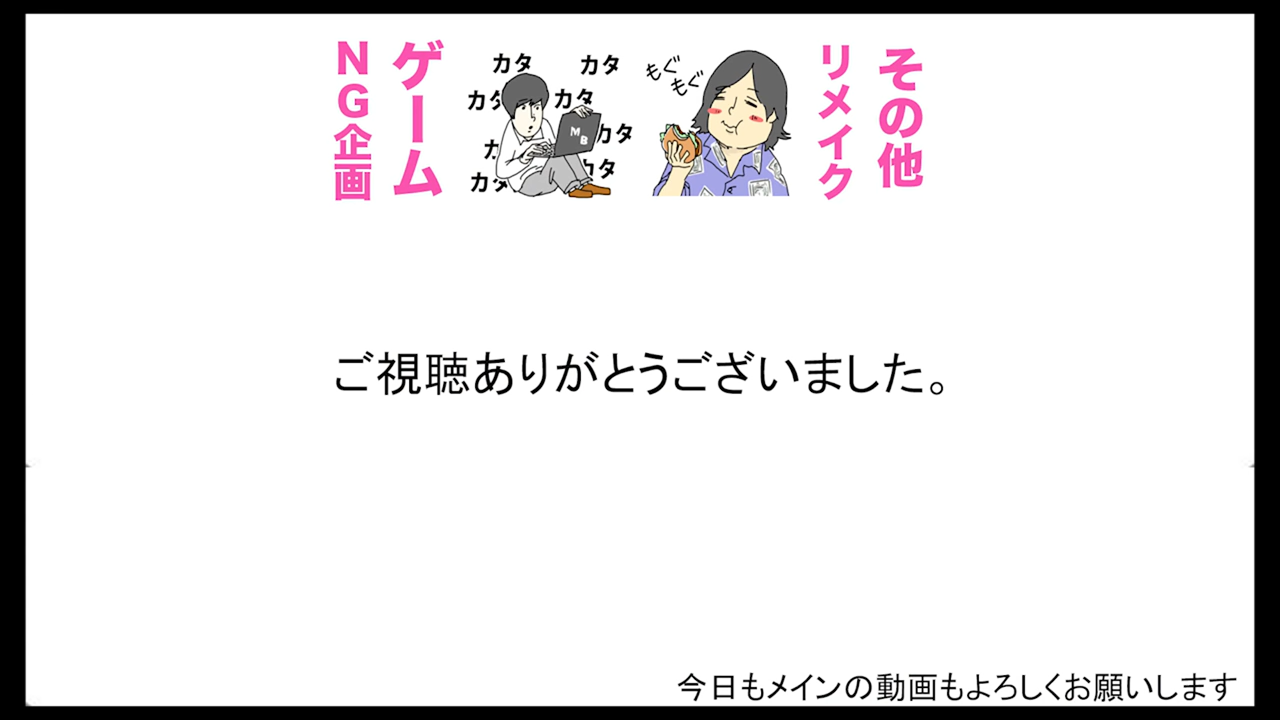 ゲーム
NG企画
カタ
カタ
カタ
カタ
カタ
カタ
カタ
MB
もぐ
もぐ
その他
リメイク
ご視聴ありがとうございました。
今日もメインの動画もよろしくお願いします